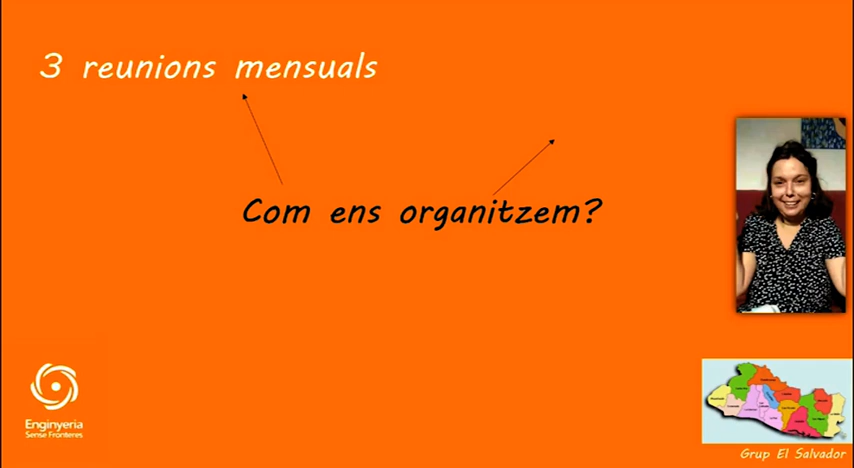 3 reunions mensuals
Com ens organitzem?
Enginyeria
Sense Fronteres
Grup El Salvador